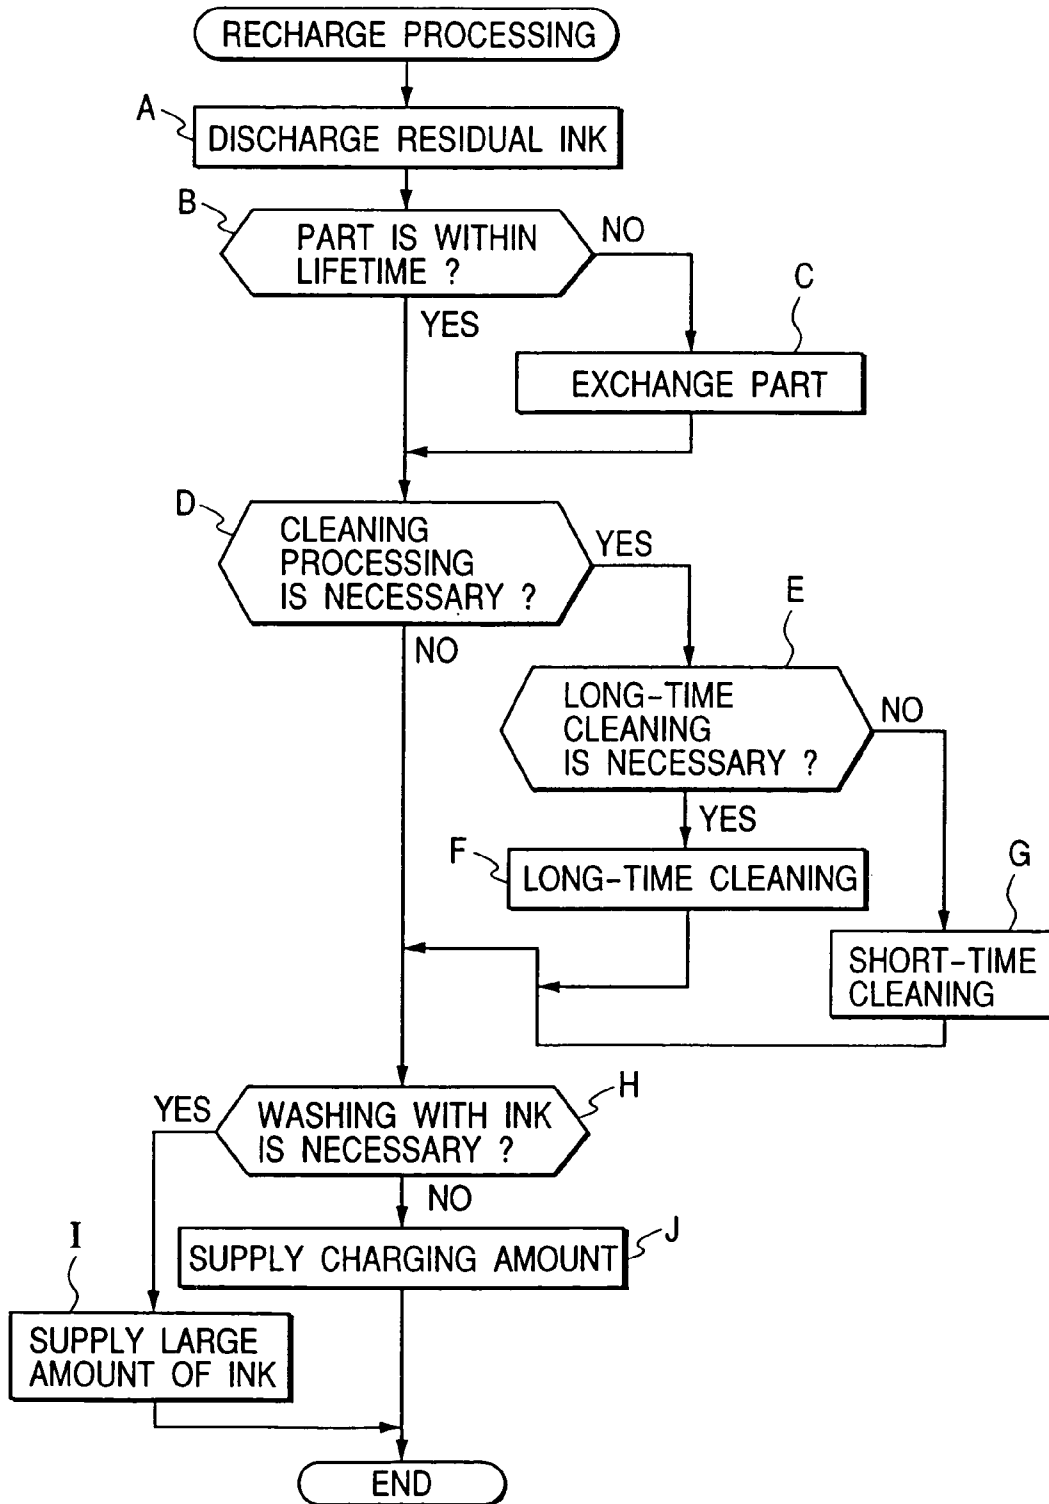 RECHARGE PROCESSING
A
DISCHARGE RESIDUAL INK
B
PART IS WITHIN
LIFETIME ?
NO
YES
C
EXCHANGE PART
D
CLEANING
PROCESSING
IS NECESSARY ?
YES
NO
E
LONG-TIME
CLEANING
IS NECESSARY ?
NO
YES
F
LONG-TIME CLEANING
G
SHORT-TIME
CLEANING
H
WASHING WITH INK
IS NECESSARY ?
YES
NO
J
SUPPLY CHARGING AMOUNT
I
SUPPLY LARGE
AMOUNT OF INK
END